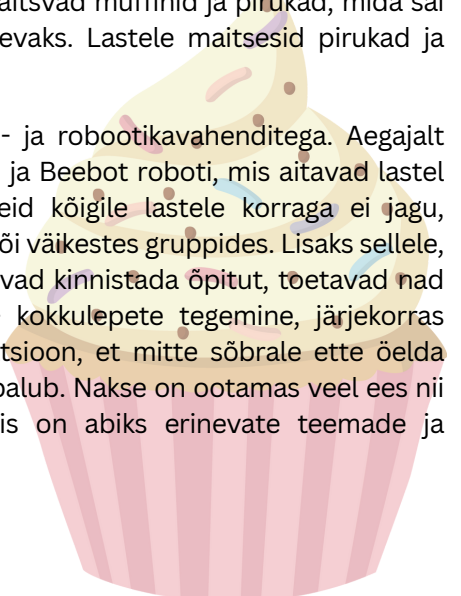 maitsvad muffinid ja pirukad, mida sai
evaks. Lastele maitsesid pirukad ja
- ja robootikavahenditega. Aegajalt
ja Beebot roboti, mis aitavad lastel
eid kõigile lastele korraga ei jagu,
õi väikestes gruppides. Lisaks sellele,
vad kinnistada õpitut, toetavad nad
kokkulepete tegemine, järjekorras
tsioon, et mitte sõbrale ette öelda
palub. Nakse on ootamas veel ees nii
is on abiks erinevate teemade ja